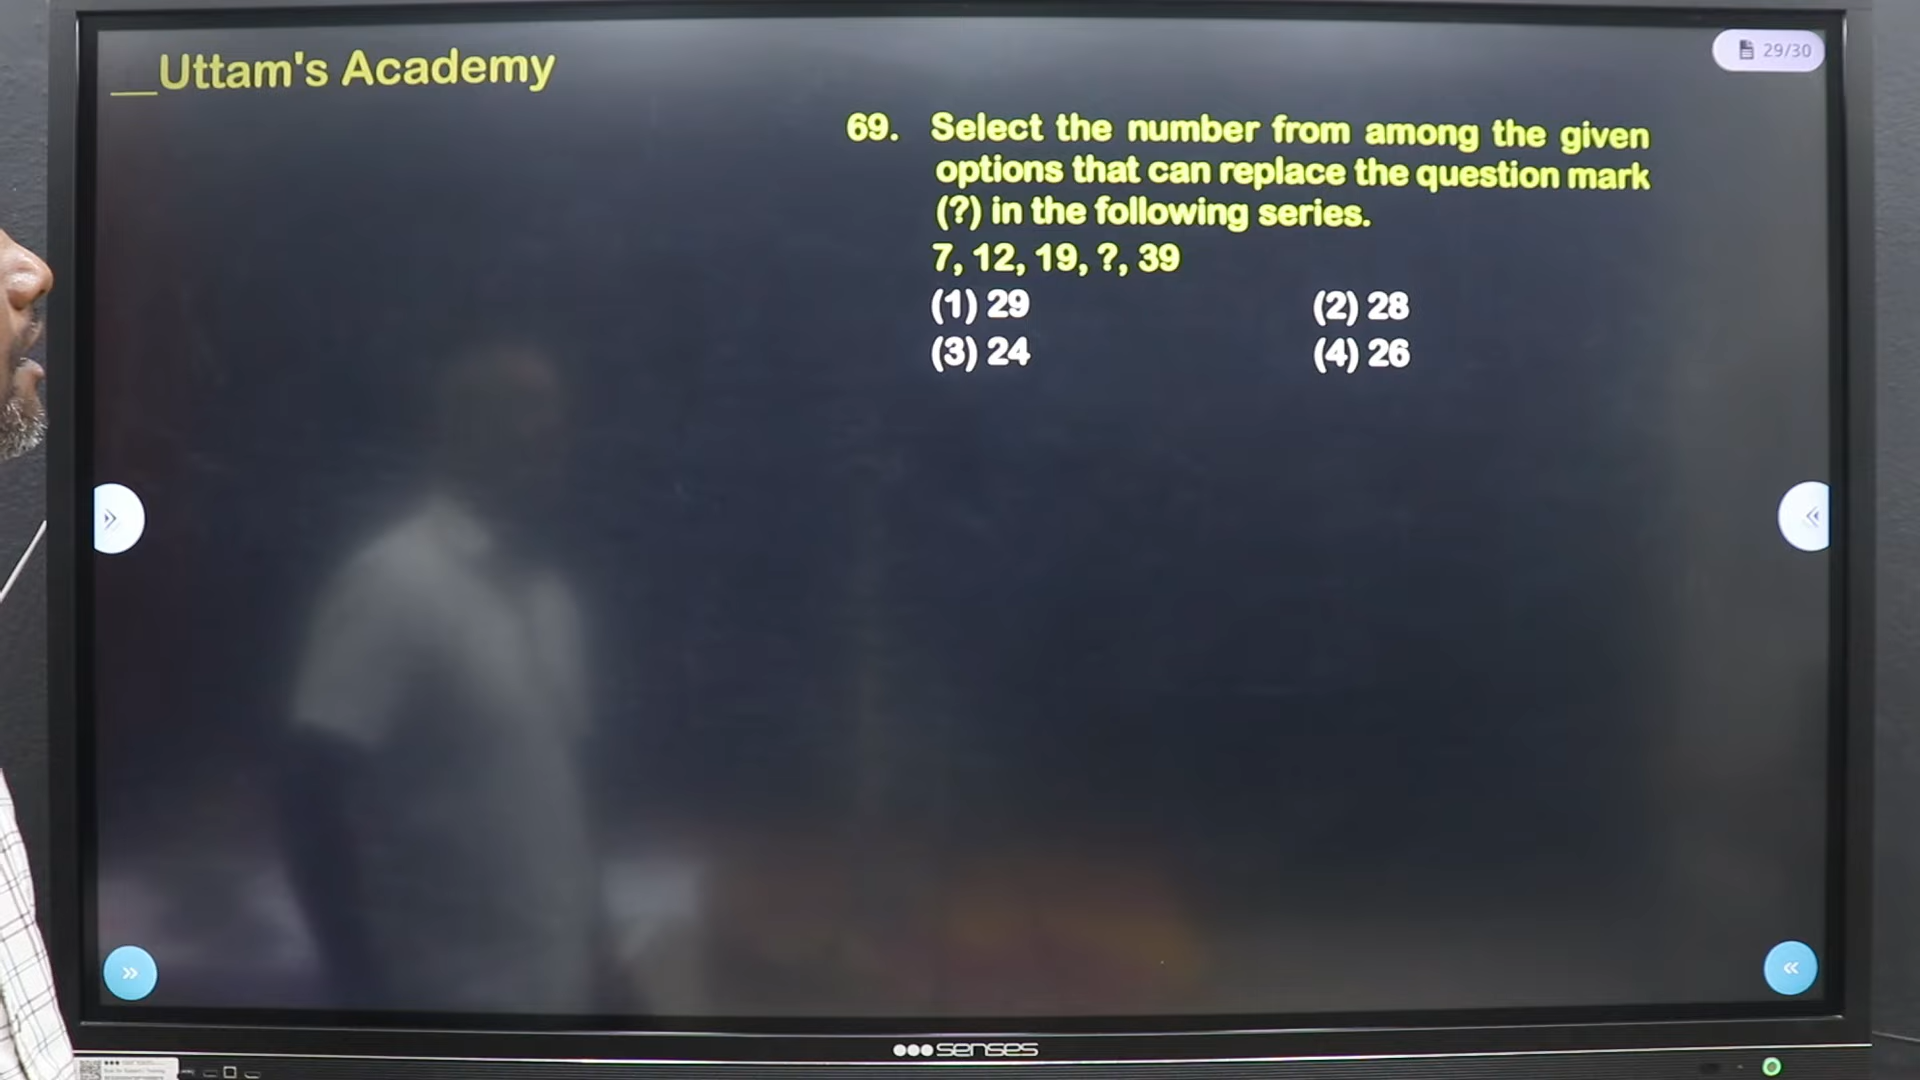 __Uttam's Academy
29/30
69. Select the number from among the given
options that can replace the question mark
(?) in the following series.
7, 12, 19, ?, 39
(1) 29 (2) 28
(3) 24 (4) 26
senses